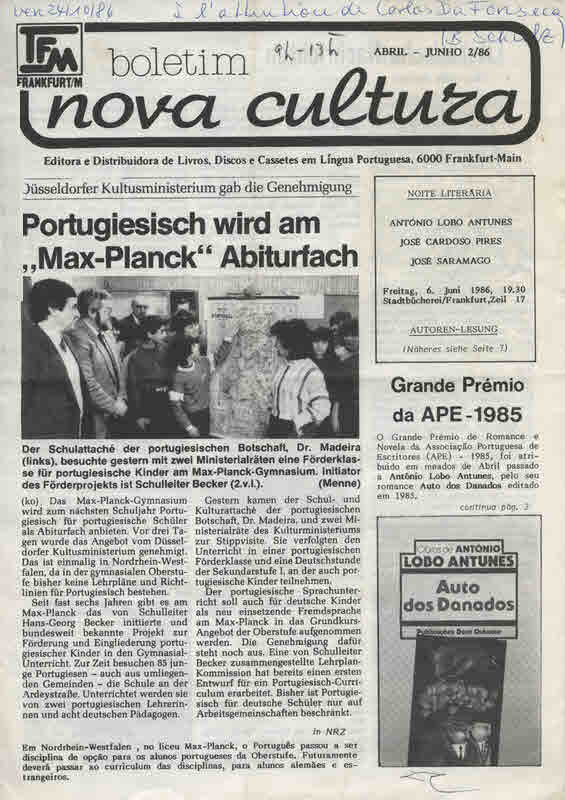 ven 24/10/86 à l'attention de Carlos Da Fonseca
9h - 13h
TFM
FRANKFURT/M
boletim
nova cultura
ABRIL - JUNHO 2/86
Editora e Distribuidora de Livros, Discos e Cassetes em Língua Portuguesa, 6000 Frankfurt-Main
Düsseldorfer Kultusministerium gab die Genehmigung
Portugiesisch wird am
„Max-Planck“ Abiturfach
Der Schulattaché der portugiesischen Botschaft, Dr. Madeira
(links), besuchte gestern mit zwei Ministerialräten eine Förderklas-
se für portugiesische Kinder am Max-Planck-Gymnasium. Initiator
des Förderprojekts ist Schulleiter Becker (2.v.l.). (Menne)
(ko) Das Max-Planck-Gymnasium
wird zum nächsten Schuljahr Portu-
giesisch für portugiesische Schüler
als Abiturfach anbieten. Vor drei Ta-
gen wurde das Angebot vom Düssel-
dorfer Kultusministerium genehmigt.
Das ist einmalig in Nordrhein-West-
falen, da in der gymnasialen Oberstu-
fe bisher keine Lehrpläne und Richt-
linien für Portugiesisch bestehen.
Seit fast sechs Jahren gibt es am
Max-Planck das von Schulleiter
Hans-Georg Becker initiierte und
bundesweit bekannte Projekt zur
Förderung und Eingliederung portu-
giesischer Kinder in den Gymnasial-
Unterricht. Zur Zeit besuchen 85 jun-
ge Portugiesen - auch aus umliegen-
den Gemeinden - die Schule an der
Ardeystraße. Unterrichtet werden sie
von zwei portugiesischen Lehrerin-
nen und acht deutschen Pädagogen.
Gestern kamen der Schul- und
Kulturattaché der portugiesischen
Botschaft, Dr. Madeira, und zwei Mi-
nisterialräte des Kultusministeriums
zur Stippvisite. Sie verfolgten den
Unterricht in einer portugiesischen
Förderklasse und eine Deutschstunde
der Sekundarstufe I, an der auch por-
tugiesische Kinder teilnehmen.
Der portugiesische Sprachunter-
richt soll auch für deutsche Kinder
als neu einsetzende Fremdsprache
am Max-Planck in das Grundkurs-
Angebot der Oberstufe aufgenommen
werden. Die Genehmigung dafür
steht noch aus. Eine von Schulleiter
Becker zusammengestellte Lehrplan-
Kommission hat bereits einen ersten
Entwurf für ein Portugiesisch-Curri-
culum erarbeitet. Bisher ist Portugie-
sisch für deutsche Schüler nur auf
Arbeitsgemeinschaften beschränkt.
in NRZ
Em Nordrhein-Westfalen , no liceu Max-Planck, o Português passou a ser
disciplina de opção para os alunos portugueses da Oberstufe. Futuramente
deverá passar ao curriculum das disciplinas, para alunos alemães e es-
trangeiros.
NOITE LITERÁRIA
ANTÓNIO LOBO ANTUNES
JOSÉ CARDOSO PIRES
JOSÉ SARAMAGO
Freitag, 6. Juni 1986, 19.30
Stadtbücherei/Frankfurt,Zeil 17
AUTOREN-LESUNG
(Näheres siehe Seite 7)
Grande Prémio
da APE-1985
O Grande Prémio de Romance e
Novela da Associação Portuguesa de
Escritores (APE) - 1985, foi atri-
buido em meados de Abril passado
a António Lobo Antunes, pelo seu
romance Auto dos Danados editado
em 1985.
continua pág. 3
Obras de ANTÓNIO
LOBO ANTUNES
Auto
dos Danados
Publicações Dom Quixote